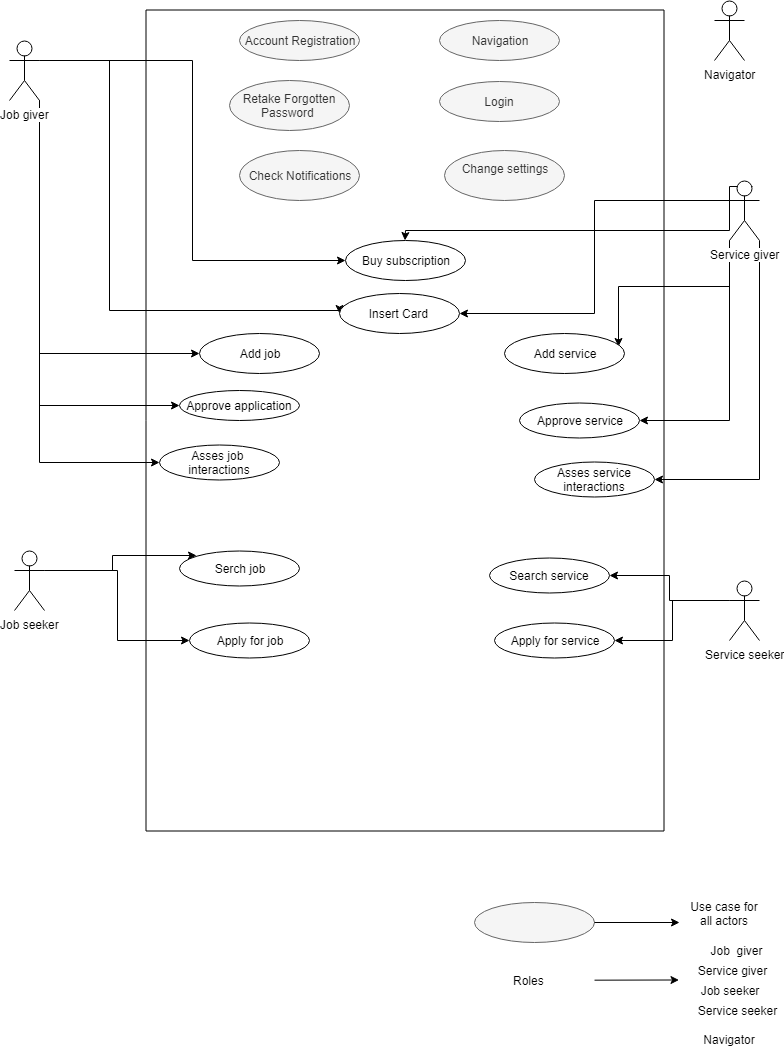 Account Registration
Navigation
Navigator
Retake Forgotten
Password
Login
Job giver
Check Notifications
Change settings
Service giver
Buy subscription
Insert Card
Add job
Add service
Approve application
Approve service
Asses job
interactions
Asses service
interactions
Serch job
Search service
Job seeker
Apply for job
Apply for service
Service seeker
Use case for
all actors
Roles
Job giver
Service giver
Job seeker
Service seeker
Navigator